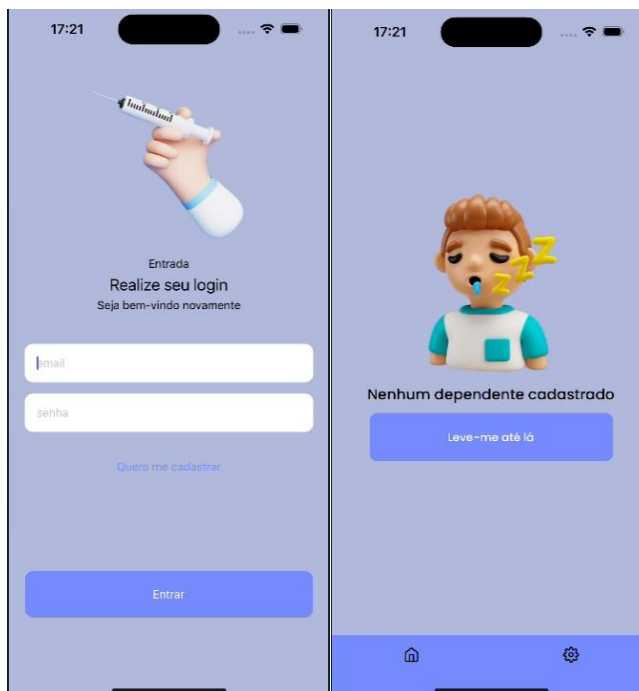 17:21
Entrada
Realize seu login
Seja bem-vindo novamente
email
senha
Quero me cadastrar
Entrar
17:21
ZZZ
Nenhum dependente cadastrado
Leve-me até lá